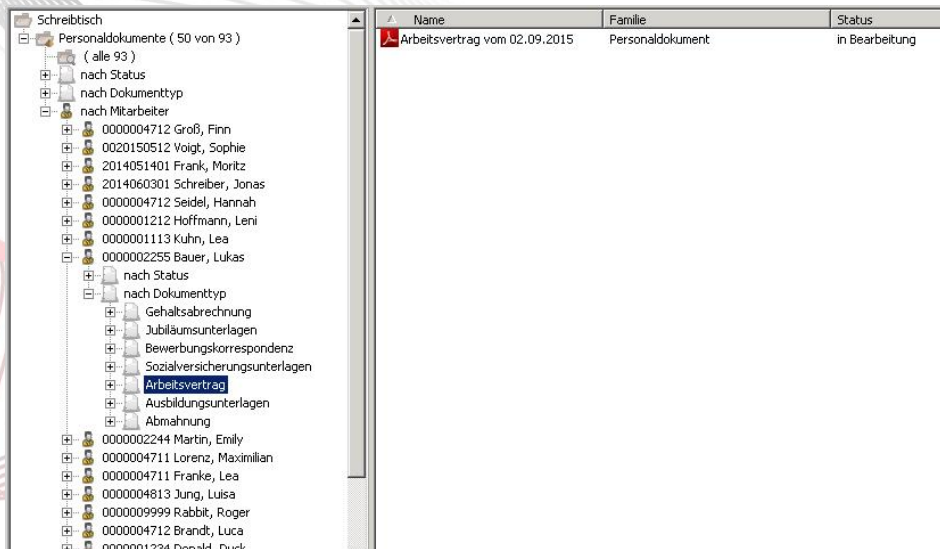 Schreibtisch
Personaldokumente ( 50 von 93 )
( alle 93 )
nach Status
nach Dokumenttyp
nach Mitarbeiter
0000004712 Groß, Finn
0020150512 Voigt, Sophie
2014051401 Frank, Moritz
2014060301 Schreiber, Jonas
0000004712 Seidel, Hannah
0000001212 Hoffmann, Leni
0000001113 Kuhn, Lea
0000002255 Bauer, Lukas
nach Status
nach Dokumenttyp
Gehaltsabrechnung
Jubiläumsunterlagen
Bewerbungskorrespondenz
Sozialversicherungsunterlagen
Arbeitsvertrag
Ausbildungsunterlagen
Abmahnung
0000002244 Martin, Emily
0000004711 Lorenz, Maximilian
0000004711 Franke, Lea
0000004813 Jung, Luisa
0000009999 Rabbit, Roger
0000004712 Brandt, Luca
0000001234 Donald, Duck
Name Familie Status
Arbeitsvertrag vom 02.09.2015 Personaldokument in Bearbeitung